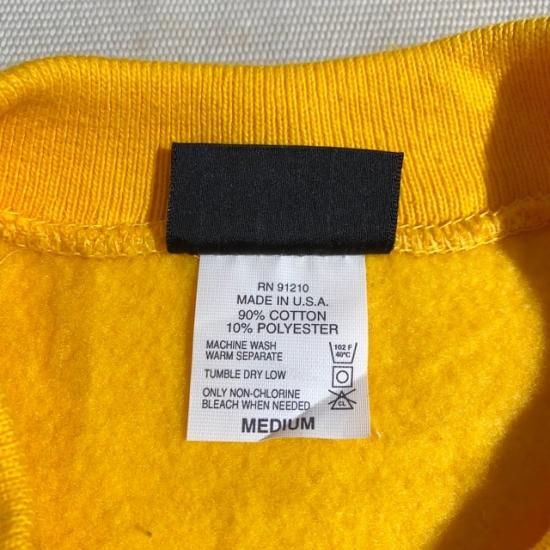 RN 91210
MADE IN U.S.A.
90% COTTON
10% POLYESTER
MACHINE WASH
WARM SEPARATE
102 F
40°C
TUMBLE DRY LOW
ONLY NON-CHLORINE
BLEACH WHEN NEEDED
CL
MEDIUM